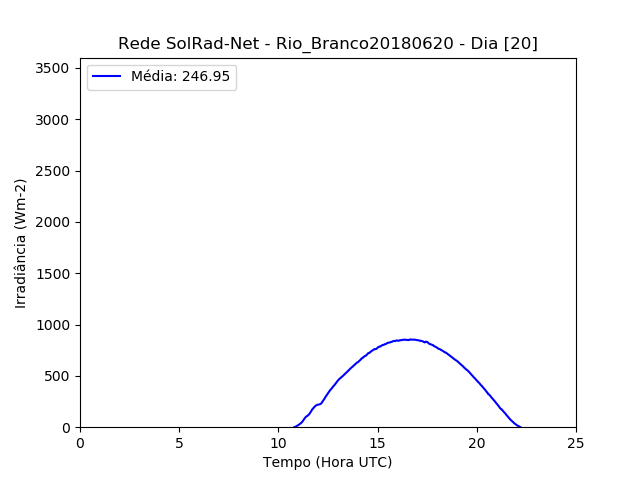 Rede SolRad-Net - Rio_Branco20180620 - Dia [20]
Média: 246.95
3500
3000
2500
2000
1500
1000
500
0
Irradiância (Wm-2)
0 5 10 15 20 25
Tempo (Hora UTC)